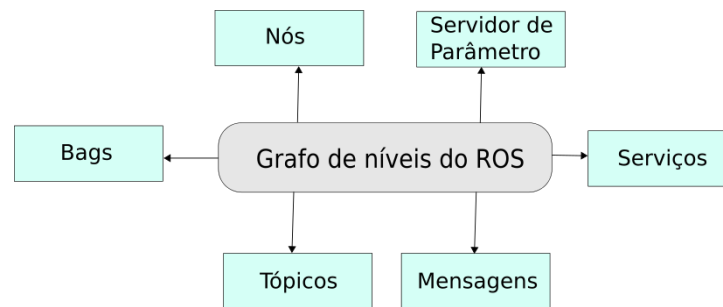 Nós
Servidor de
Parâmetro
Bags
Grafo de níveis do ROS
Serviços
Tópicos
Mensagens